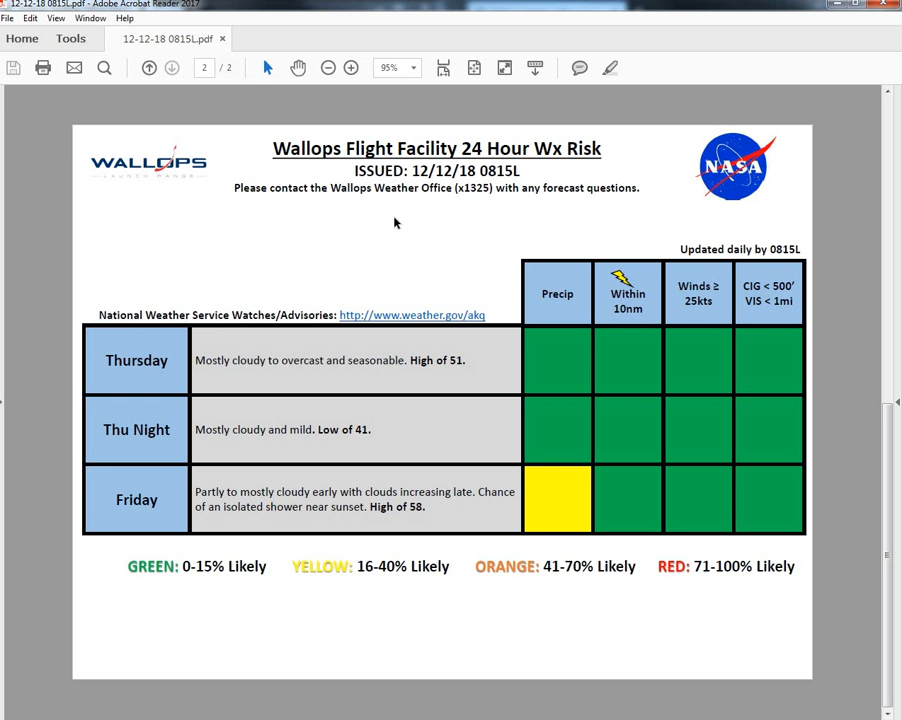 12-12-18 0815L.pdf - Adobe Acrobat Reader 2017
File Edit View Window Help
Home Tools 12-12-18 0815L.pdf ×
2 / 2 95%
WALLOPS
LAUNCH RANGE
Wallops Flight Facility 24 Hour Wx Risk
ISSUED: 12/12/18 0815L
Please contact the Wallops Weather Office (x1325) with any forecast questions.
NASA
Updated daily by 0815L
National Weather Service Watches/Advisories: http://www.weather.gov/akq
Precip
Within
10nm
Winds ≥
25kts
CIG < 500’
VIS < 1mi
Thursday
Mostly cloudy to overcast and seasonable. High of 51.
Thu Night
Mostly cloudy and mild. Low of 41.
Friday
Partly to mostly cloudy early with clouds increasing late. Chance
of an isolated shower near sunset. High of 58.
GREEN: 0-15% Likely YELLOW: 16-40% Likely ORANGE: 41-70% Likely RED: 71-100% Likely